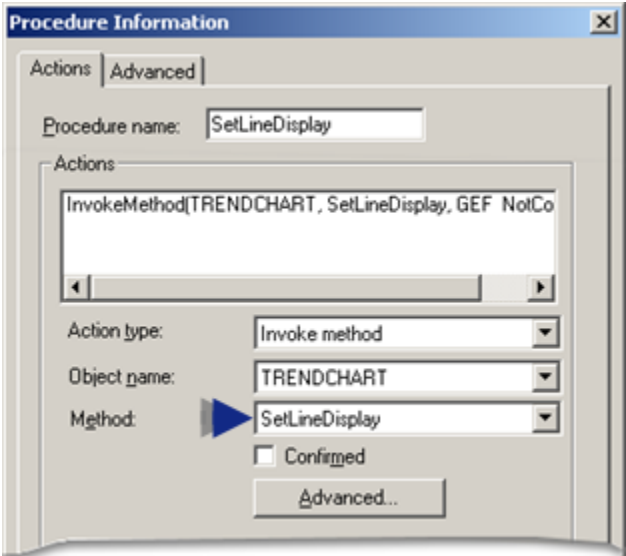 Procedure Information
Actions Advanced
Procedure name: SetLineDisplay
Actions
InvokeMethod(TRENDCHART, SetLineDisplay, GEF NotCo
Action type: Invoke method
Object name: TRENDCHART
Method: SetLineDisplay
Confirmed
Advanced...